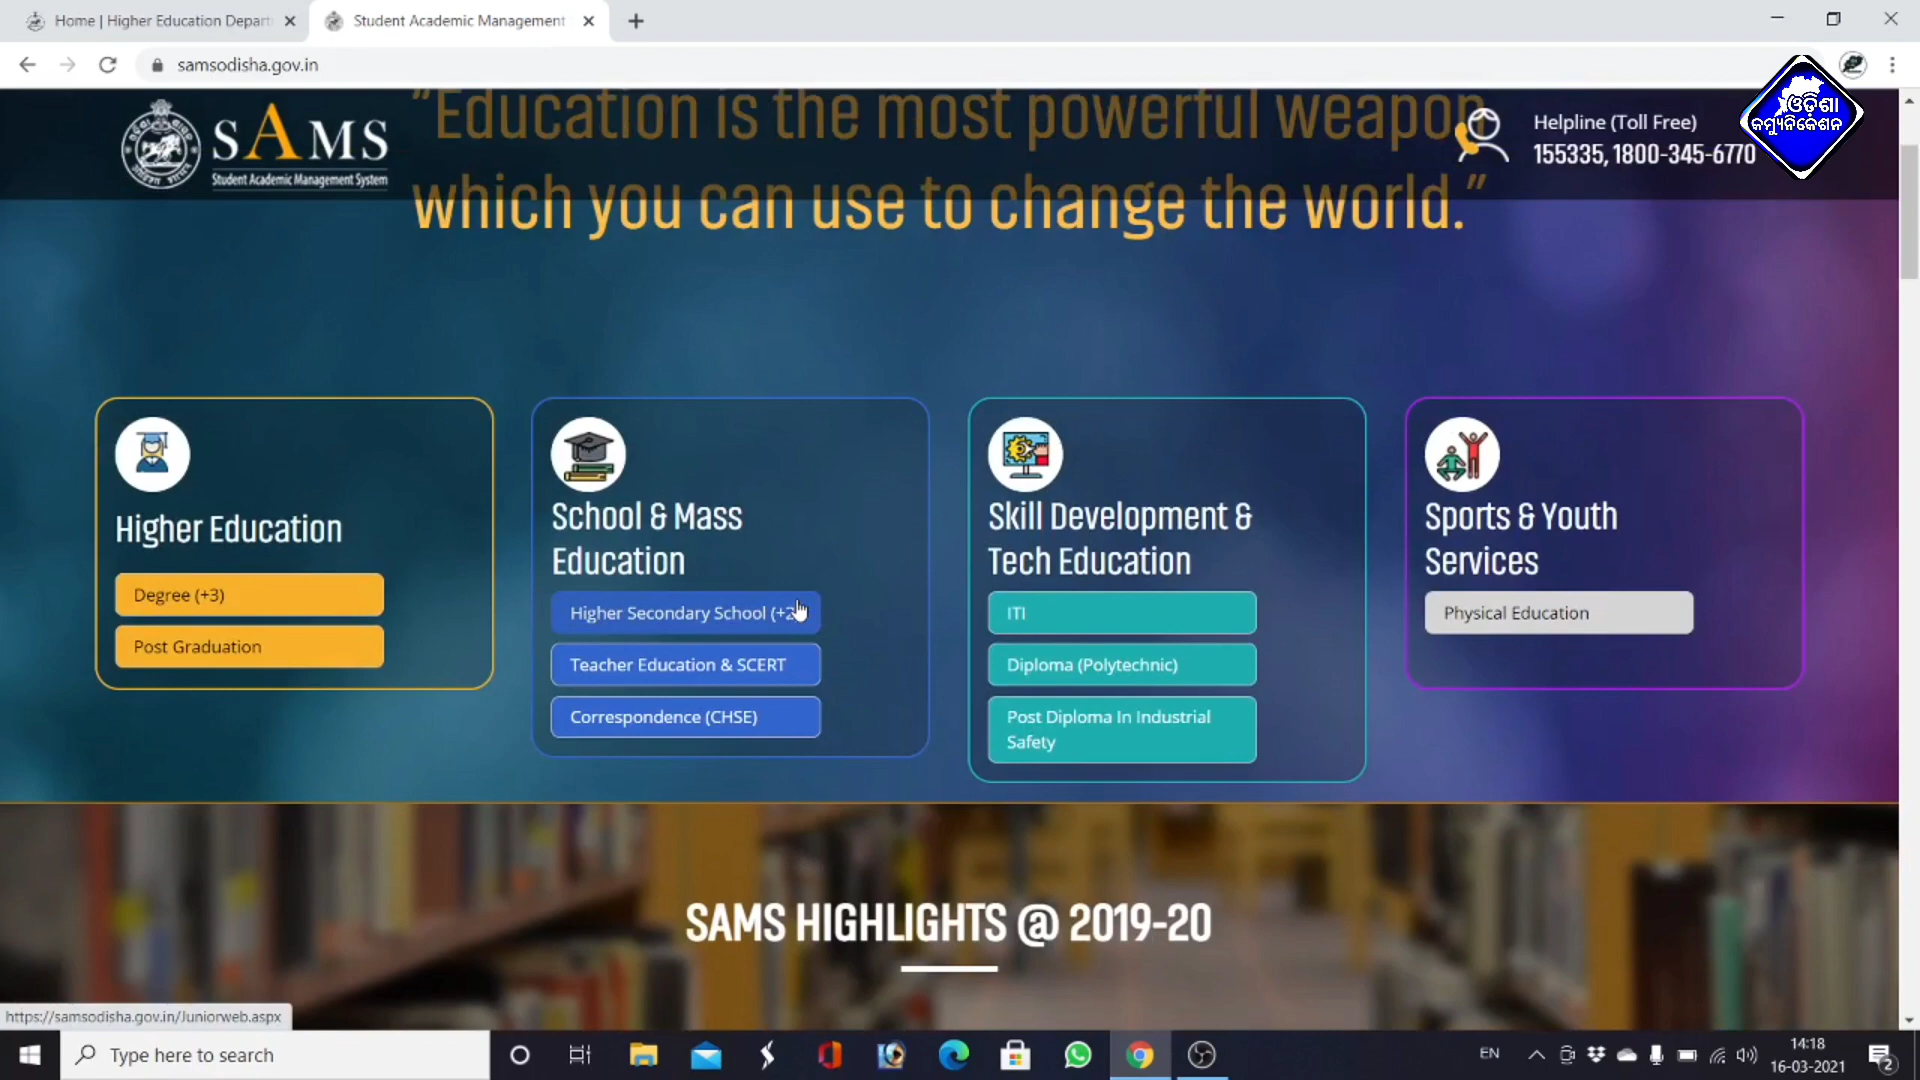 Home | Higher Education Depart
Student Academic Management
samsodisha.gov.in
"Education is the most powerful weapon
which you can use to change the world."
SAMS
Student Academic Management System
Helpline (Toll Free)
155335, 1800-345-6770
ଓଡ଼ିଶା
କମ୍ୟୁନିକେଶନ
Higher Education
Degree (+3)
Post Graduation
School & Mass
Education
Higher Secondary School (+2
Teacher Education & SCERT
Correspondence (CHSE)
Skill Development &
Tech Education
ITI
Diploma (Polytechnic)
Post Diploma In Industrial
Safety
Sports & Youth
Services
Physical Education
SAMS HIGHLIGHTS @ 2019-20
https://samsodisha.gov.in/Juniorweb.aspx
Type here to search
EN
14:18
16-03-2021
2